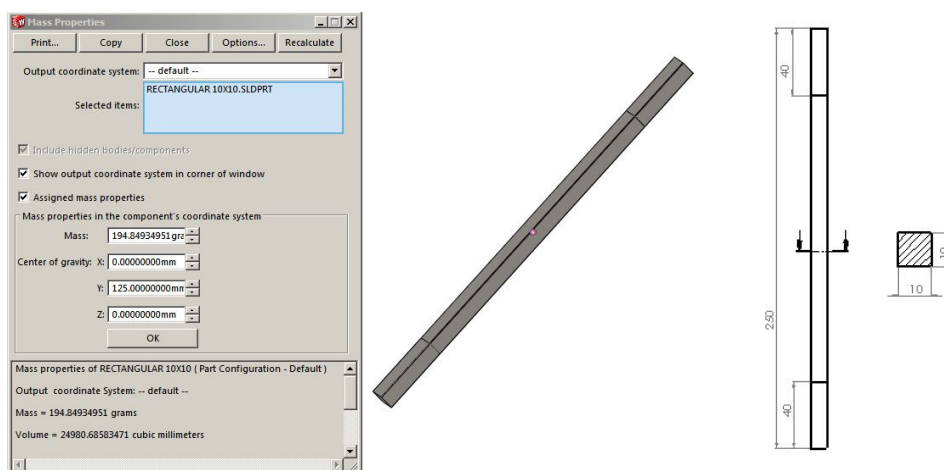 Mass Properties
Print... Copy Close Options... Recalculate
Output coordinate system: -- default --
RECTANGULAR 10X10.SLDPRT
Selected items:
Include hidden bodies/components
Show output coordinate system in corner of window
Assigned mass properties
Mass properties in the component's coordinate system
Mass: 194.84934951 gra
Center of gravity: X: 0.00000000mm
Y: 125.00000000mm
Z: 0.00000000mm
OK
Mass properties of RECTANGULAR 10X10 ( Part Configuration - Default )
Output coordinate System: -- default --
Mass = 194.84934951 grams
Volume = 24980.68583471 cubic millimeters
40
250
40
10
10